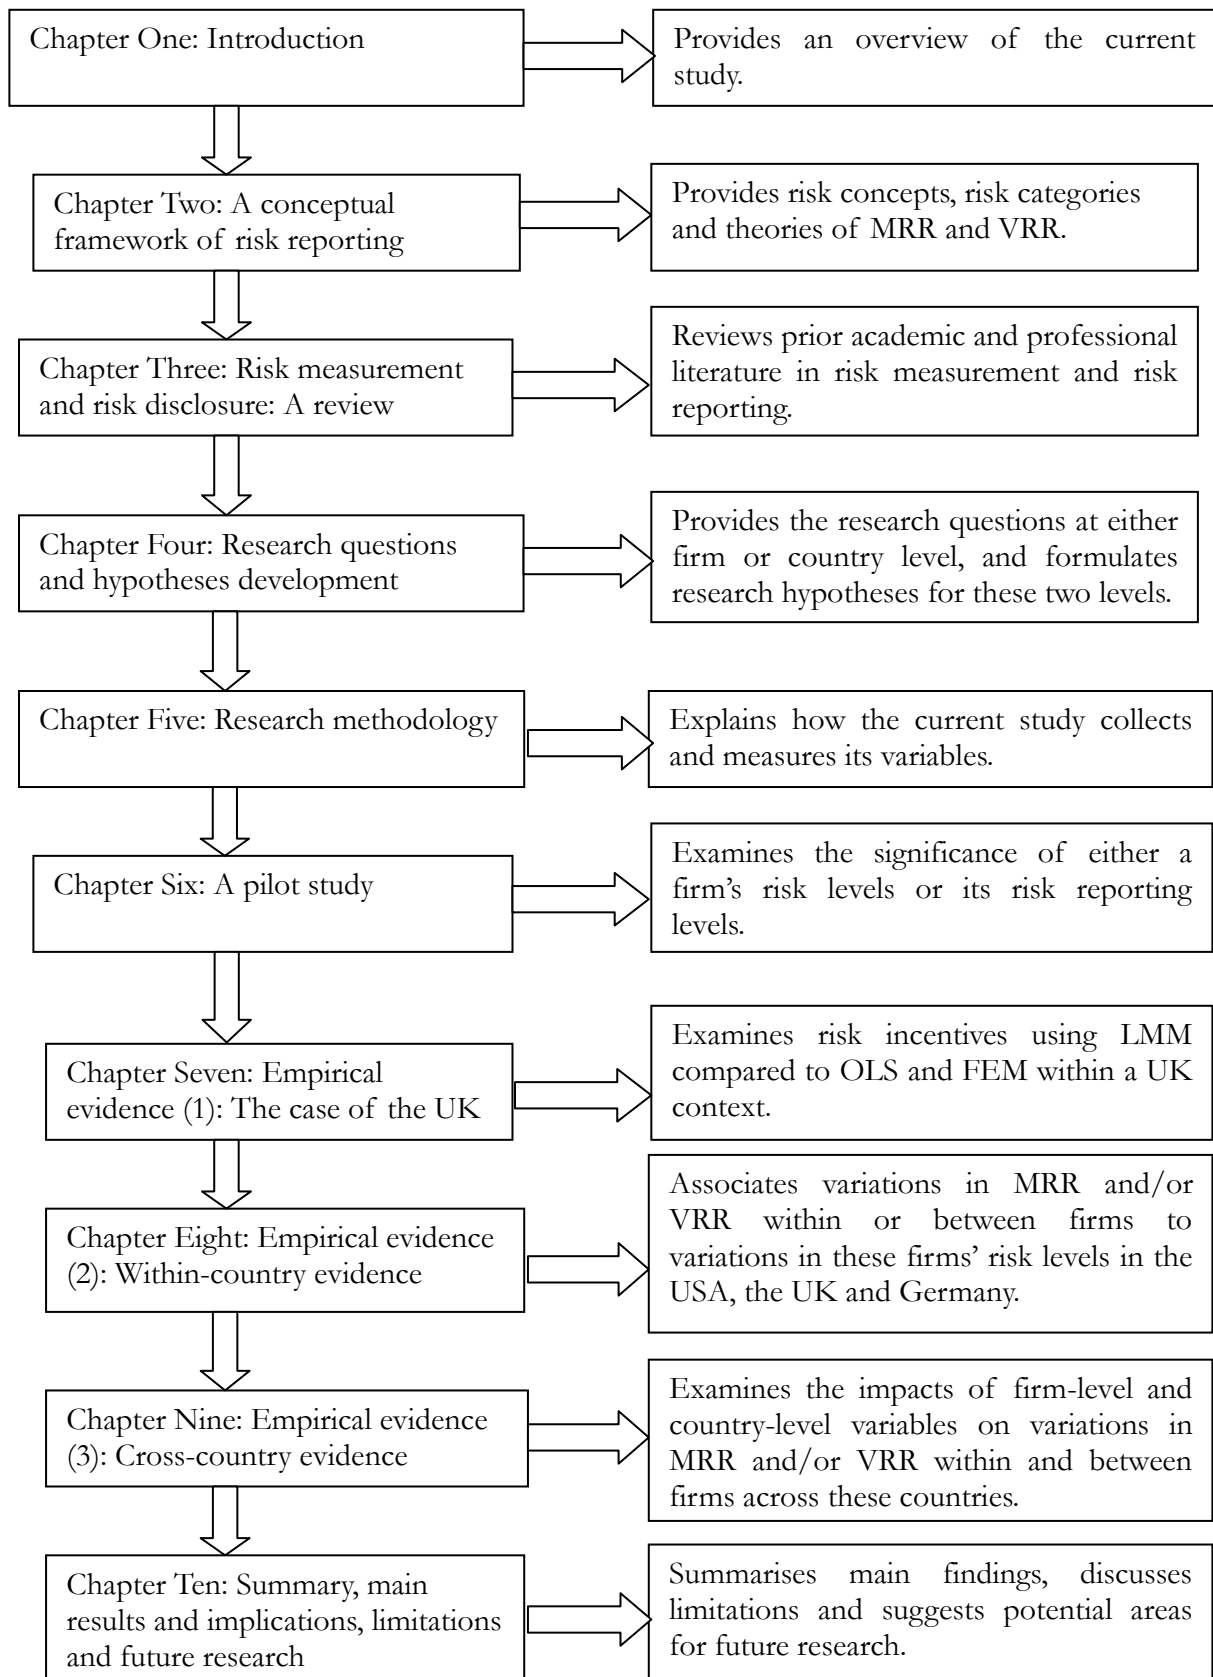 Chapter One: Introduction
Provides an overview of the current
study.
Chapter Two: A conceptual
framework of risk reporting
Provides risk concepts, risk categories
and theories of MRR and VRR.
Chapter Three: Risk measurement
and risk disclosure: A review
Reviews prior academic and professional
literature in risk measurement and risk
reporting.
Chapter Four: Research questions
and hypotheses development
Provides the research questions at either
firm or country level, and formulates
research hypotheses for these two levels.
Chapter Five: Research methodology
Explains how the current study collects
and measures its variables.
Chapter Six: A pilot study
Examines the significance of either a
firm's risk levels or its risk reporting
levels.
Chapter Seven: Empirical
evidence (1): The case of the UK
Examines risk incentives using LMM
compared to OLS and FEM within a UK
context.
Chapter Eight: Empirical evidence
(2): Within-country evidence
Associates variations in MRR and/or
VRR within or between firms to
variations in these firms' risk levels in the
USA, the UK and Germany.
Chapter Nine: Empirical evidence
(3): Cross-country evidence
Examines the impacts of firm-level and
country-level variables on variations in
MRR and/or VRR within and between
firms across these countries.
Chapter Ten: Summary, main
results and implications, limitations
and future research
Summarises main findings, discusses
limitations and suggests potential areas
for future research.